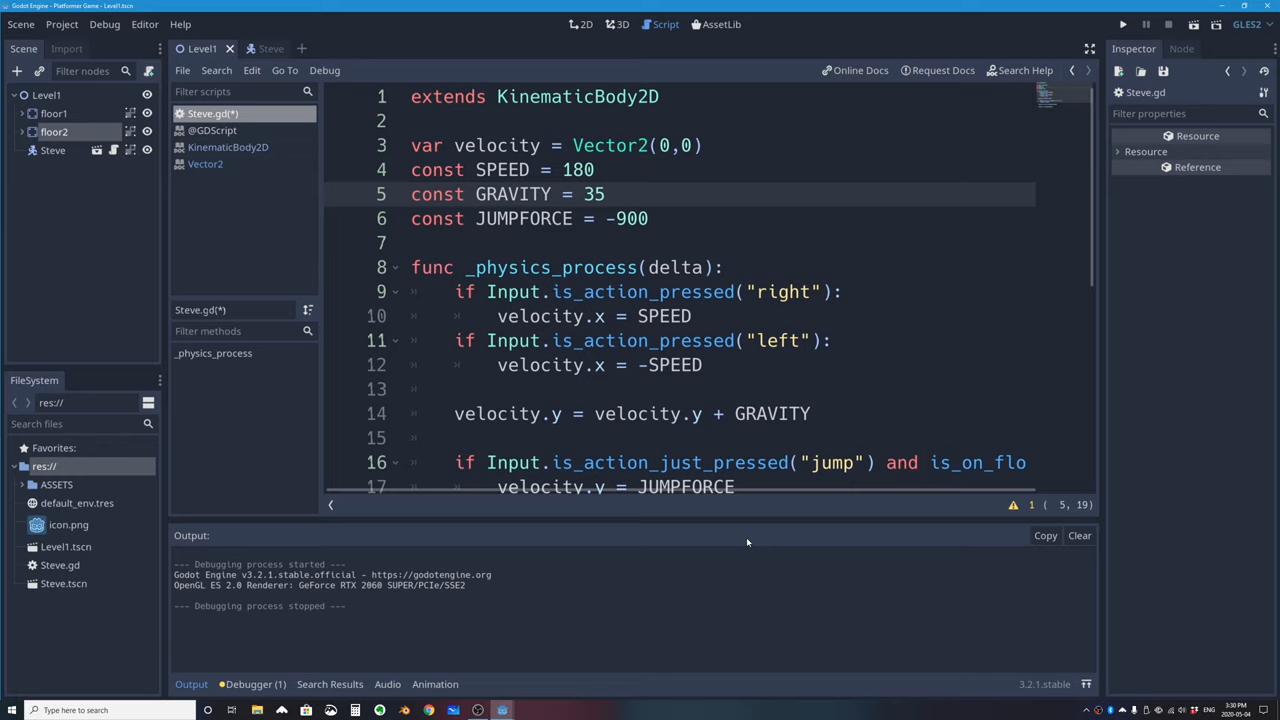 Godot Engine - Platformer Game - Level1.tscn
Scene Project Debug Editor Help
2D 3D Script AssetLib
GLES2
Scene Import
Level1 Steve
Inspector Node
Filter nodes
File Search Edit Go To Debug
Online Docs Request Docs Search Help
Level1
floor1
floor2
Steve
Filter scripts
Steve.gd(*)
@GDScript
KinematicBody2D
Vector2
Steve.gd(*)
Filter methods
_physics_process
1 extends KinematicBody2D
2
3 var velocity = Vector2(0,0)
4 const SPEED = 180
5 const GRAVITY = 35
6 const JUMPFORCE = -900
7
8 func _physics_process(delta):
9 if Input.is_action_pressed("right"):
10 velocity.x = SPEED
11 if Input.is_action_pressed("left"):
12 velocity.x = -SPEED
13
14 velocity.y = velocity.y + GRAVITY
15
16 if Input.is_action_just_pressed("jump") and is_on_flo
17 velocity.y = JUMPFORCE
1 ( 5, 19)
Steve.gd
Filter properties
Resource
Resource
Reference
FileSystem
res://
Search files
Favorites:
res://
ASSETS
default_env.tres
icon.png
Level1.tscn
Steve.gd
Steve.tscn
Output:
Copy Clear
--- Debugging process started ---
Godot Engine v3.2.1.stable.official - https://godotengine.org
OpenGL ES 2.0 Renderer: GeForce RTX 2060 SUPER/PCIe/SSE2
--- Debugging process stopped ---
Output Debugger (1) Search Results Audio Animation
3.2.1.stable
Type here to search
ENG
3:30 PM
2020-05-04